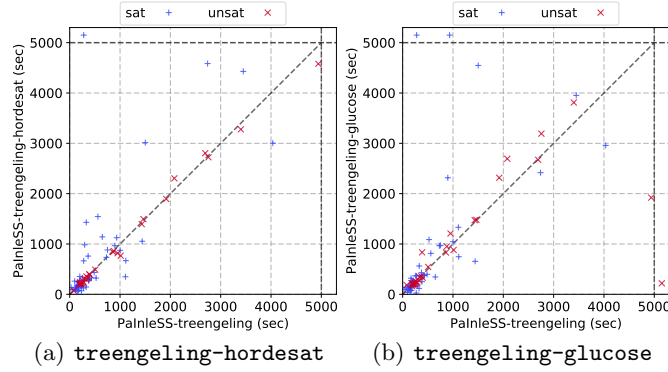 sat unsat
5000
4000
3000
2000
1000
0
0 1000 2000 3000 4000 5000
PaInleSS-treengeling-hordesat (sec)
PaInleSS-treengeling (sec)
(a) treengeling-hordesat
sat unsat
5000
4000
3000
2000
1000
0
0 1000 2000 3000 4000 5000
PaInleSS-treengeling-glucose (sec)
PaInleSS-treengeling (sec)
(b) treengeling-glucose